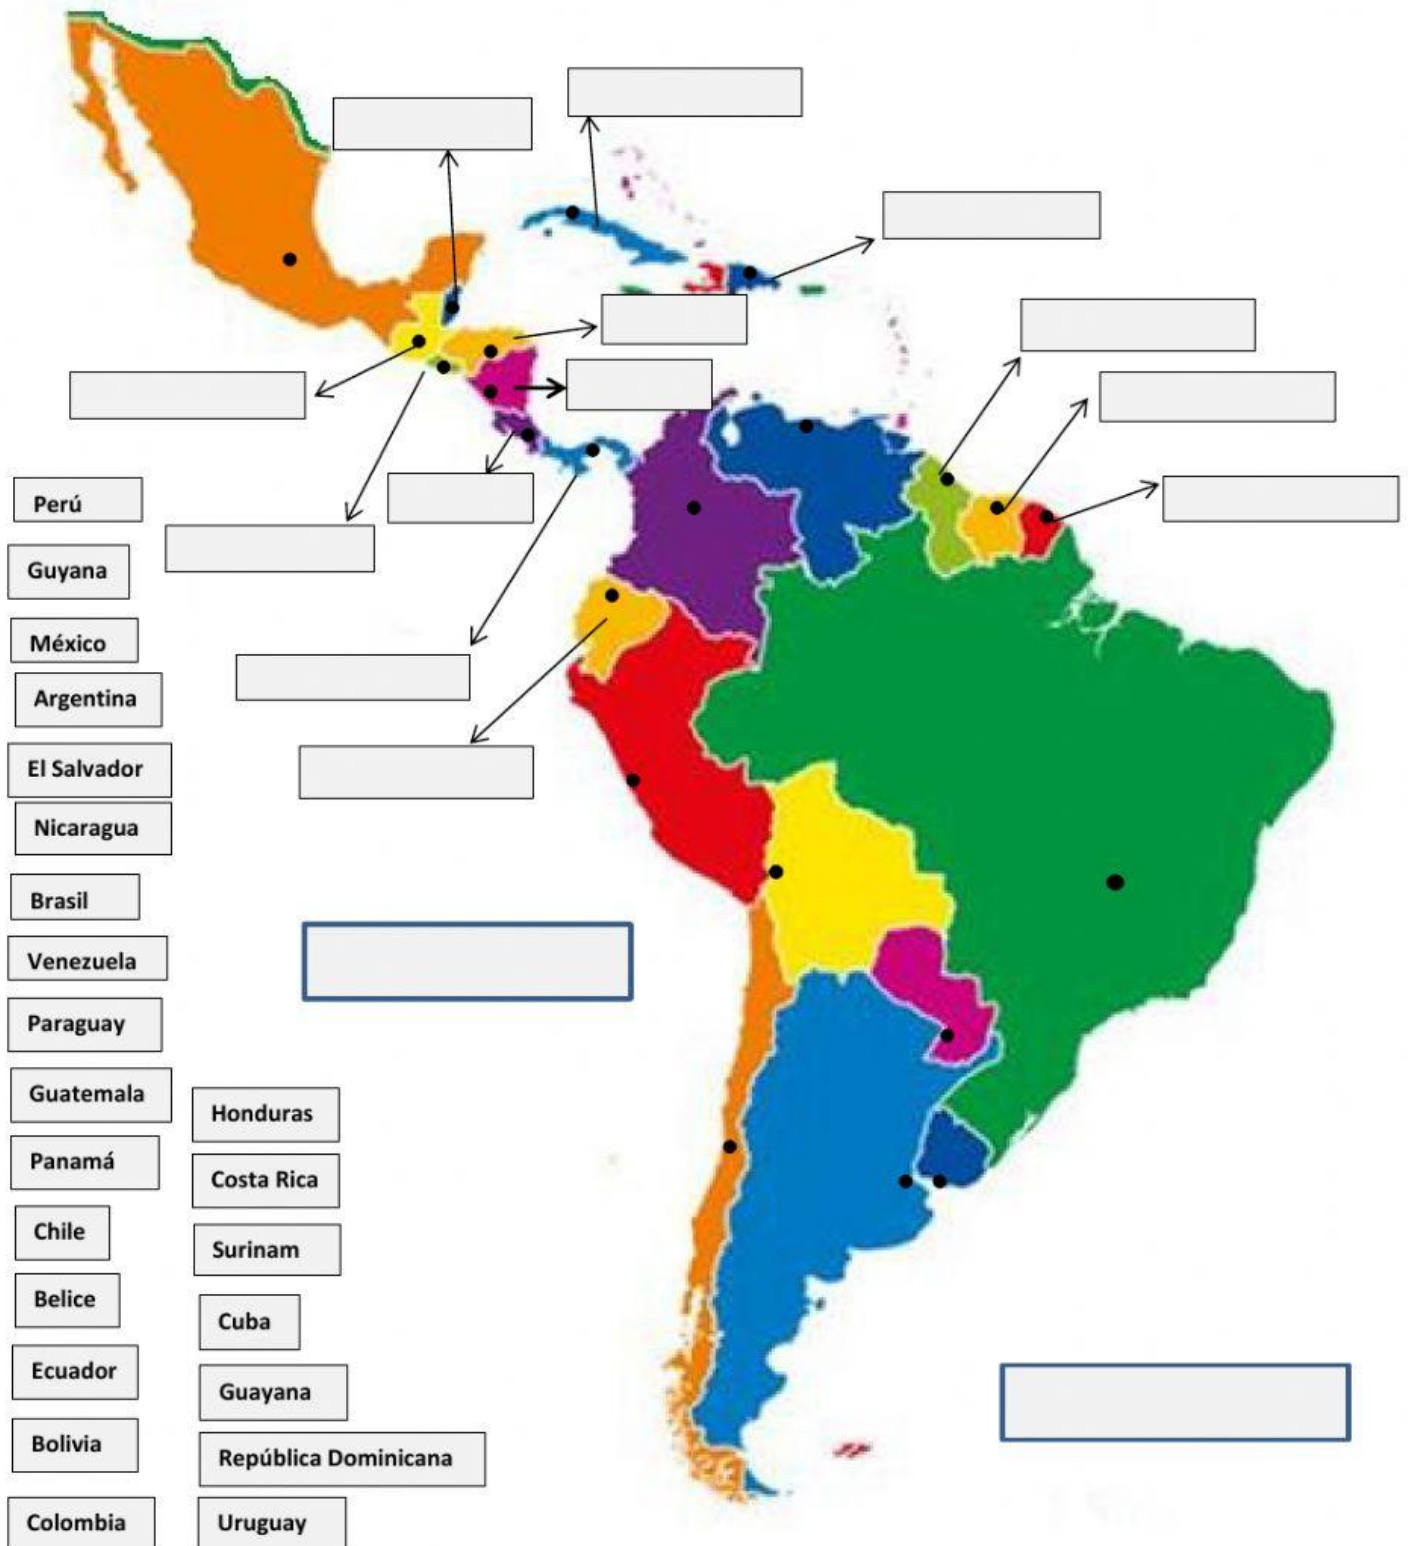 Perú
Guyana
México
Argentina
El Salvador
Nicaragua
Brasil
Venezuela
Paraguay
Guatemala
Panamá
Chile
Belice
Ecuador
Bolivia
Colombia
Honduras
Costa Rica
Surinam
Cuba
Guayana
República Dominicana
Uruguay